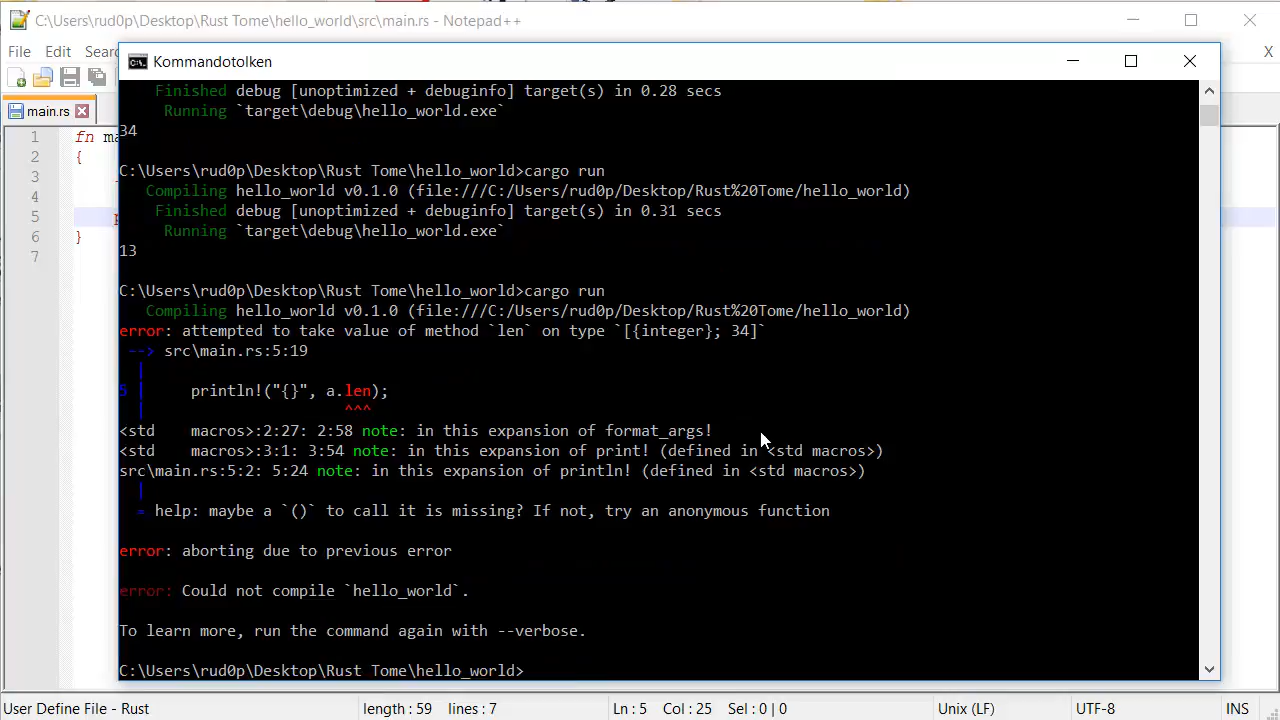 C:\Users\rud0p\Desktop\Rust Tome\hello_world\src\main.rs - Notepad++
File Edit Searc
X
Kommandotolken
main.rs
1 fn ma
2 {
3
4
5
6 }
7
Finished debug [unoptimized + debuginfo] target(s) in 0.28 secs
Running `target\debug\hello_world.exe`
34
C:\Users\rud0p\Desktop\Rust Tome\hello_world>cargo run
Compiling hello_world v0.1.0 (file:///C:/Users/rud0p/Desktop/Rust%20Tome/hello_world)
Finished debug [unoptimized + debuginfo] target(s) in 0.31 secs
Running `target\debug\hello_world.exe`
13
C:\Users\rud0p\Desktop\Rust Tome\hello_world>cargo run
Compiling hello_world v0.1.0 (file:///C:/Users/rud0p/Desktop/Rust%20Tome/hello_world)
error: attempted to take value of method `len` on type `[{integer}; 34]`
--> src\main.rs:5:19
|
5 | println!("{}", a.len);
| ^^^
<std macros>:2:27: 2:58 note: in this expansion of format_args!
<std macros>:3:1: 3:54 note: in this expansion of print! (defined in <std macros>)
src\main.rs:5:2: 5:24 note: in this expansion of println! (defined in <std macros>)
|
= help: maybe a `()` to call it is missing? If not, try an anonymous function
error: aborting due to previous error
error: Could not compile `hello_world`.
To learn more, run the command again with --verbose.
C:\Users\rud0p\Desktop\Rust Tome\hello_world>
User Define File - Rust length : 59 lines : 7 Ln : 5 Col : 25 Sel : 0 | 0 Unix (LF) UTF-8 INS